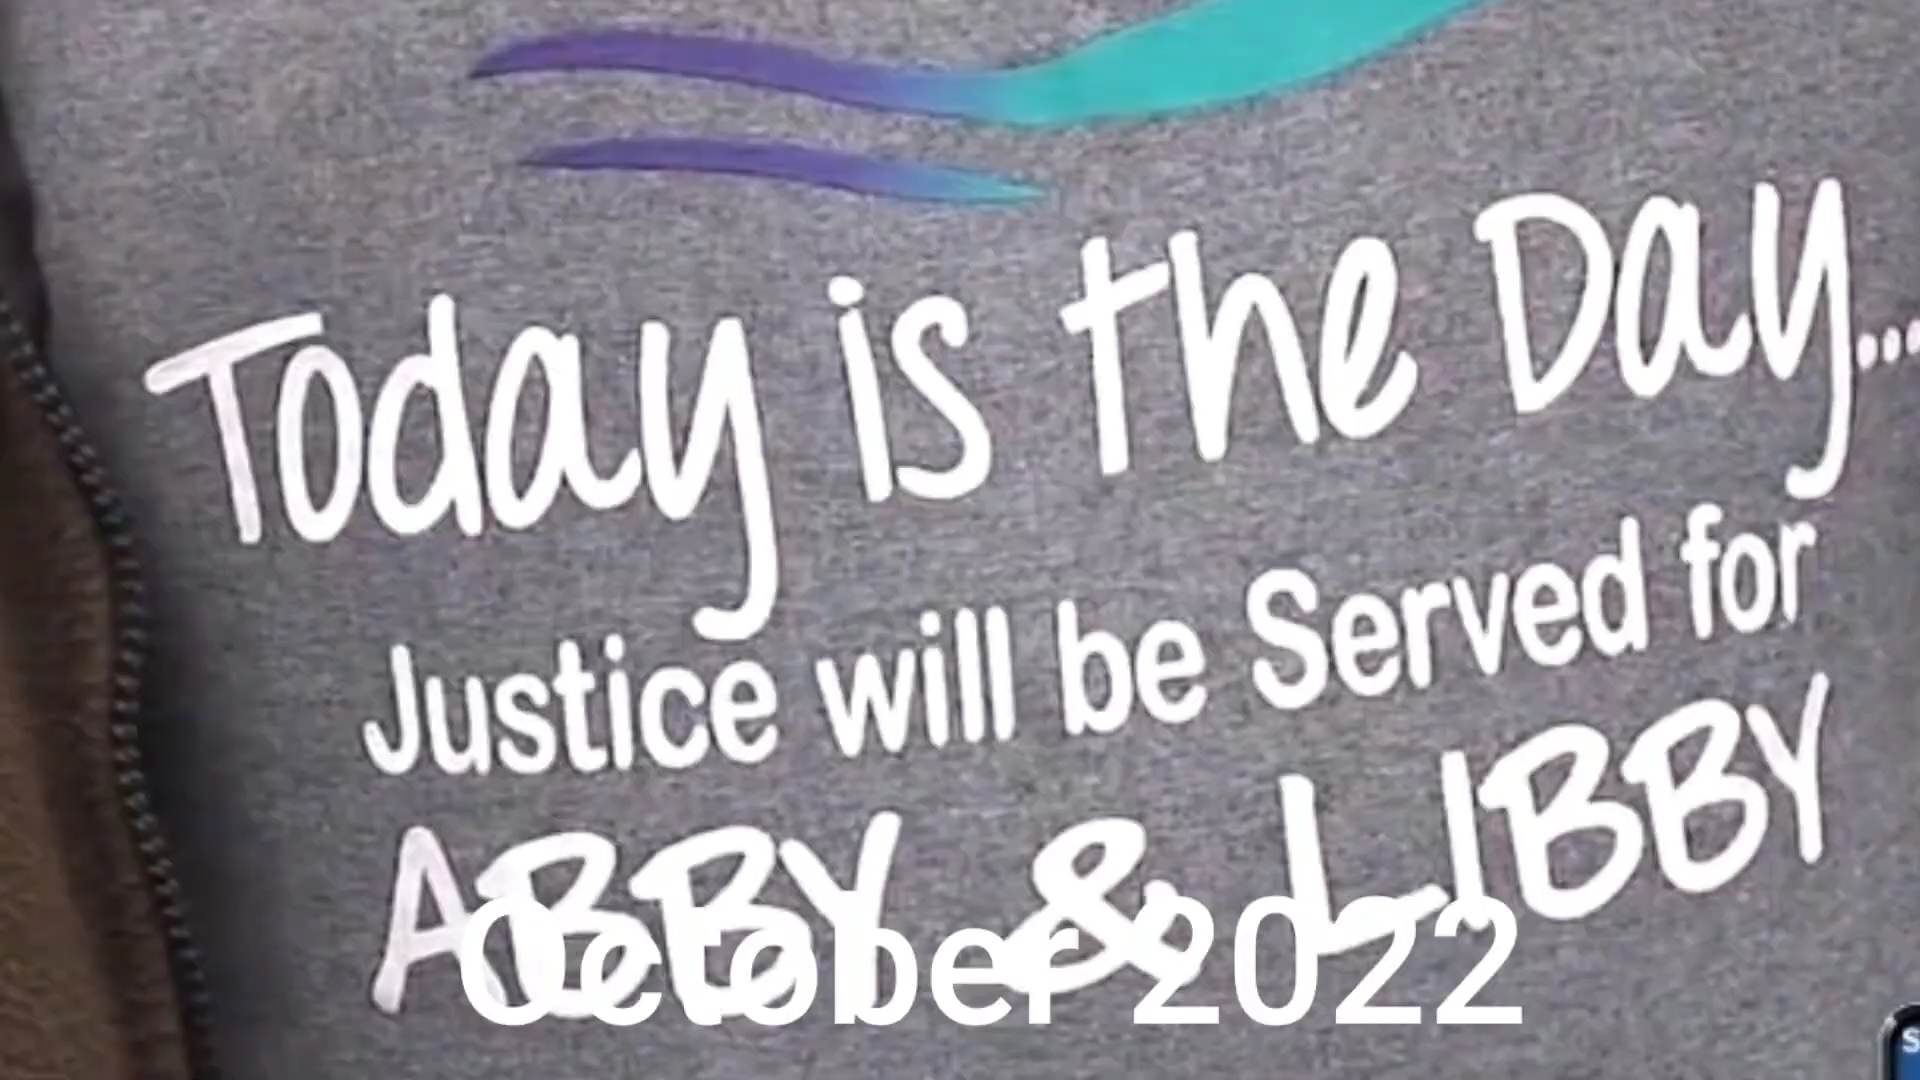 Today is the Day...
Justice will be Served for
ABBY & LIBBY
October 2022